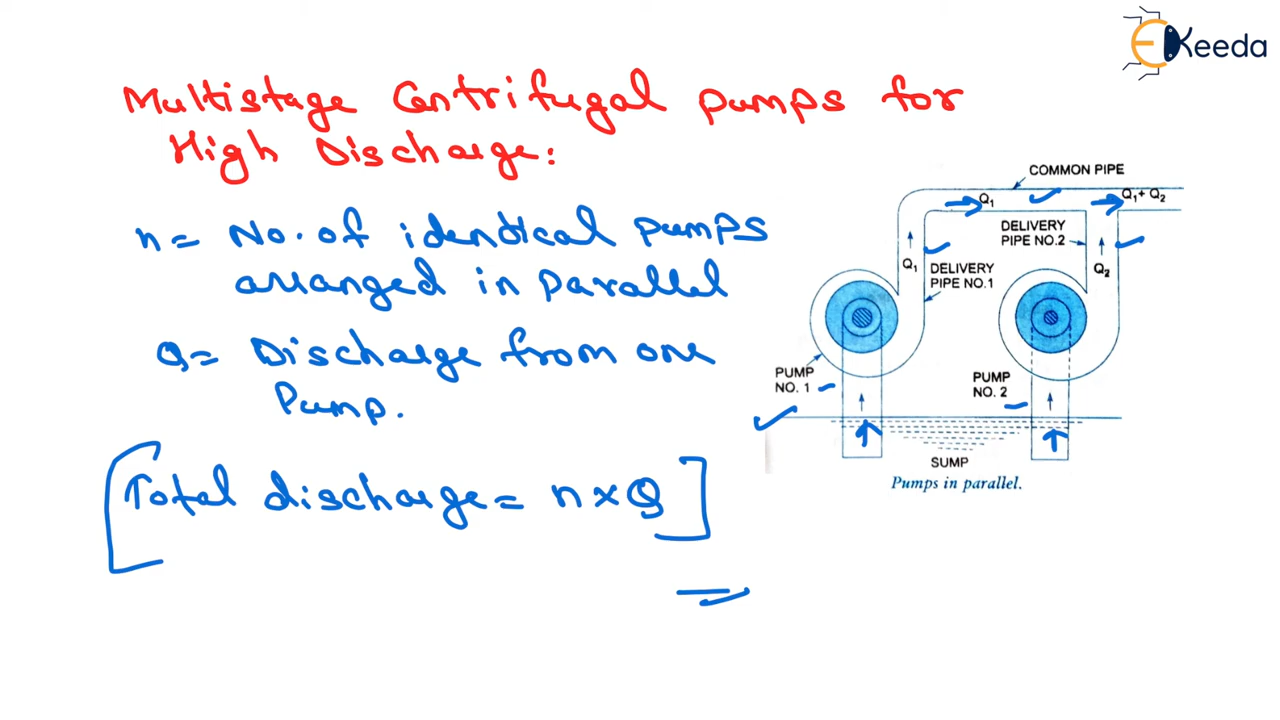 EKeeda
Multistage Centrifugal Pumps for
High Discharge:
n = No. of identical pumps
arranged in parallel
Q = Discharge from one
Pump.
[Total discharge = n × Q]
COMMON PIPE
Q₁
Q₁ + Q₂
DELIVERY
PIPE NO.2
Q₁
DELIVERY
PIPE NO.1
Q₂
PUMP
NO. 1
PUMP
NO. 2
SUMP
Pumps in parallel.